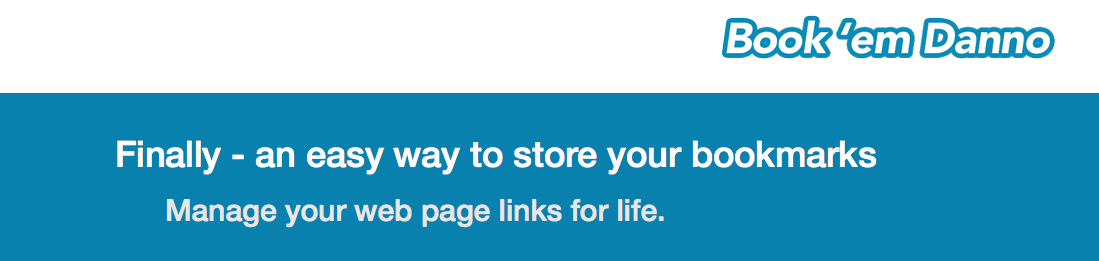 Book ‘em Danno
Finally - an easy way to store your bookmarks
Manage your web page links for life.